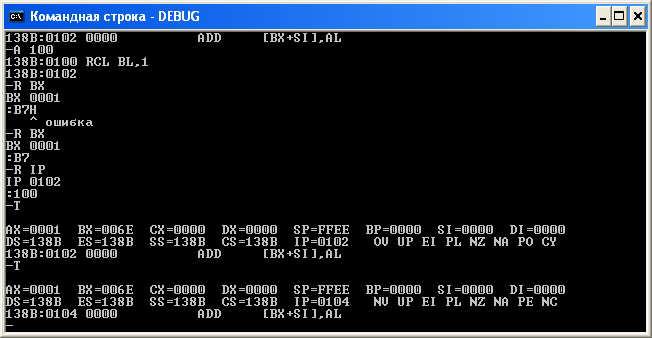 Командная строка - DEBUG
138B:0102 0000          ADD     [BX+SI],AL
-A 100
138B:0100 RCL BL,1
138B:0102
-R BX
BX 0001
:B7H
   ^ ошибка
-R BX
BX 0001
:B7
-R IP
IP 0102
:100
-T

AX=0001  BX=006E  CX=0000  DX=0000  SP=FFEE  BP=0000  SI=0000  DI=0000
DS=138B  ES=138B  SS=138B  CS=138B  IP=0102   OV UP EI PL NZ NA PO CY
138B:0102 0000          ADD     [BX+SI],AL
-T

AX=0001  BX=006E  CX=0000  DX=0000  SP=FFEE  BP=0000  SI=0000  DI=0000
DS=138B  ES=138B  SS=138B  CS=138B  IP=0104   NV UP EI PL NZ NA PE NC
138B:0104 0000          ADD     [BX+SI],AL
-